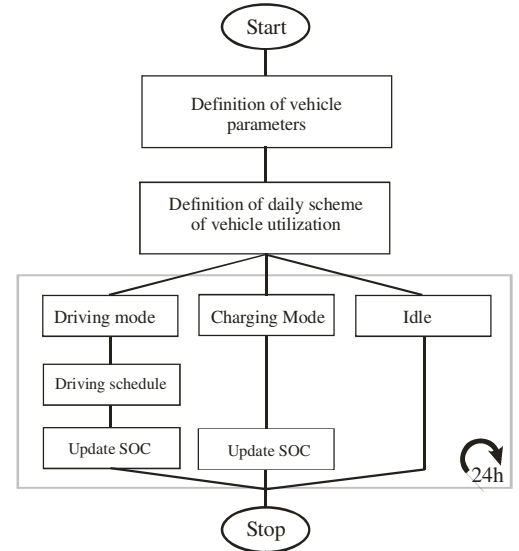 Start
Definition of vehicle
parameters
Definition of daily scheme
of vehicle utilization
Driving mode
Charging Mode
Idle
Driving schedule
Update SOC
Update SOC
24h
Stop